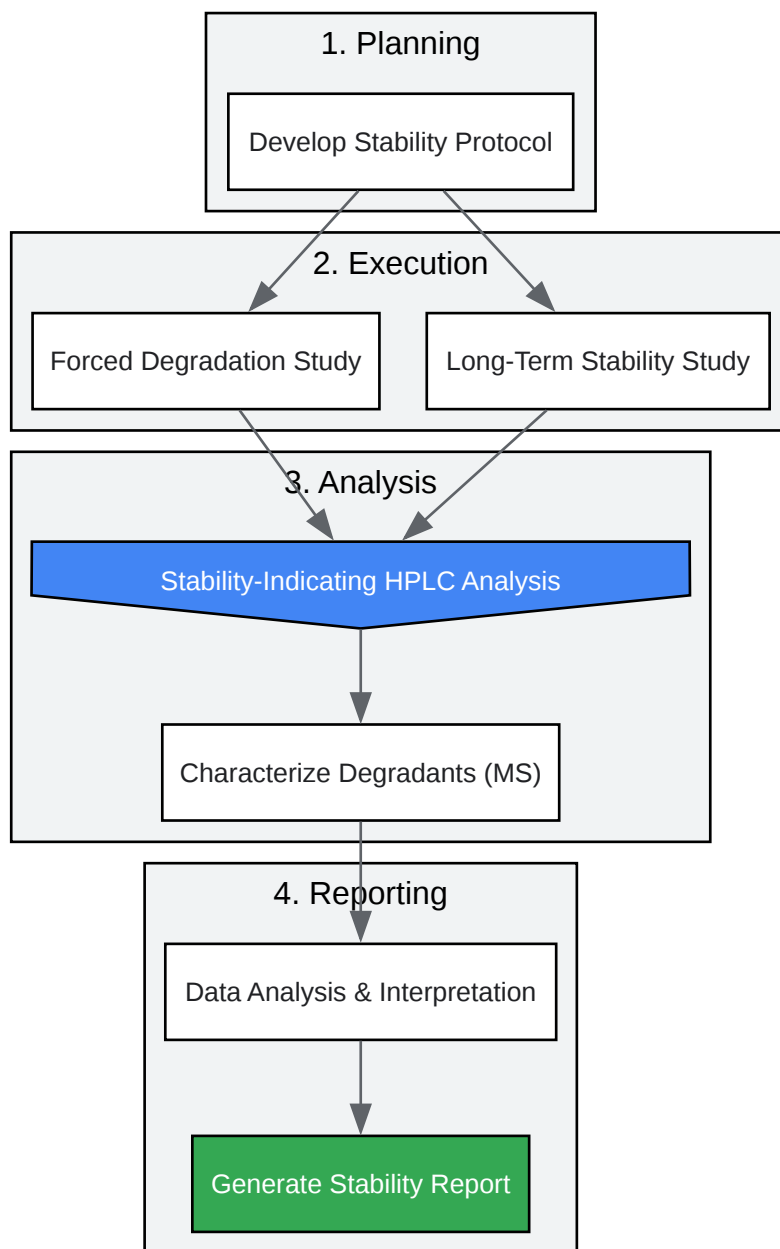 1. Planning
Develop Stability Protocol
2. Execution
Forced Degradation Study
Long-Term Stability Study
3. Analysis
Stability-Indicating HPLC Analysis
Characterize Degradants (MS)
4. Reporting
Data Analysis & Interpretation
Generate Stability Report